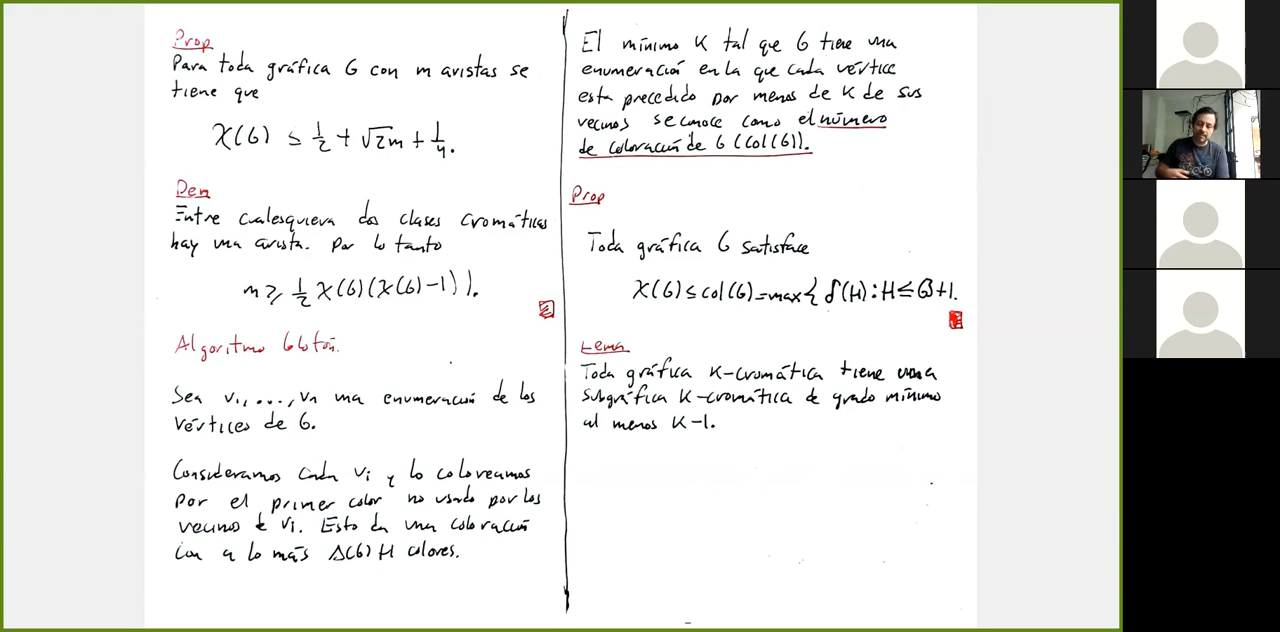 Prop
Para toda gráfica G con m aristas se
tiene que
χ(G) ≤ 1/2 + √2m + 1/4.
Dem
Entre cualesquiera dos clases cromáticas
hay una arista. Por lo tanto
m ≥ 1/2 χ(G)(χ(G)-1)).
Algoritmo Glotón.
Sea v1, ..., vn una enumeración de los
vértices de G.
Consideramos cada vi y lo coloreamos
por el primer color no usado por los
vecinos de vi. Esto da una coloración
con a lo más Δ(G)+1 colores.
El mínimo K tal que G tiene una
enumeración en la que cada vértice
esta precedido por menos de K de sus
vecinos se conoce como el número
de coloración de G (Col(G)).
Prop
Toda gráfica G satisface
χ(G) ≤ col(G) = max{ δ(H) : H ≤ G}+1.
Lema
Toda gráfica K-cromática tiene una
subgráfica K-cromática de grado mínimo
al menos K-1.